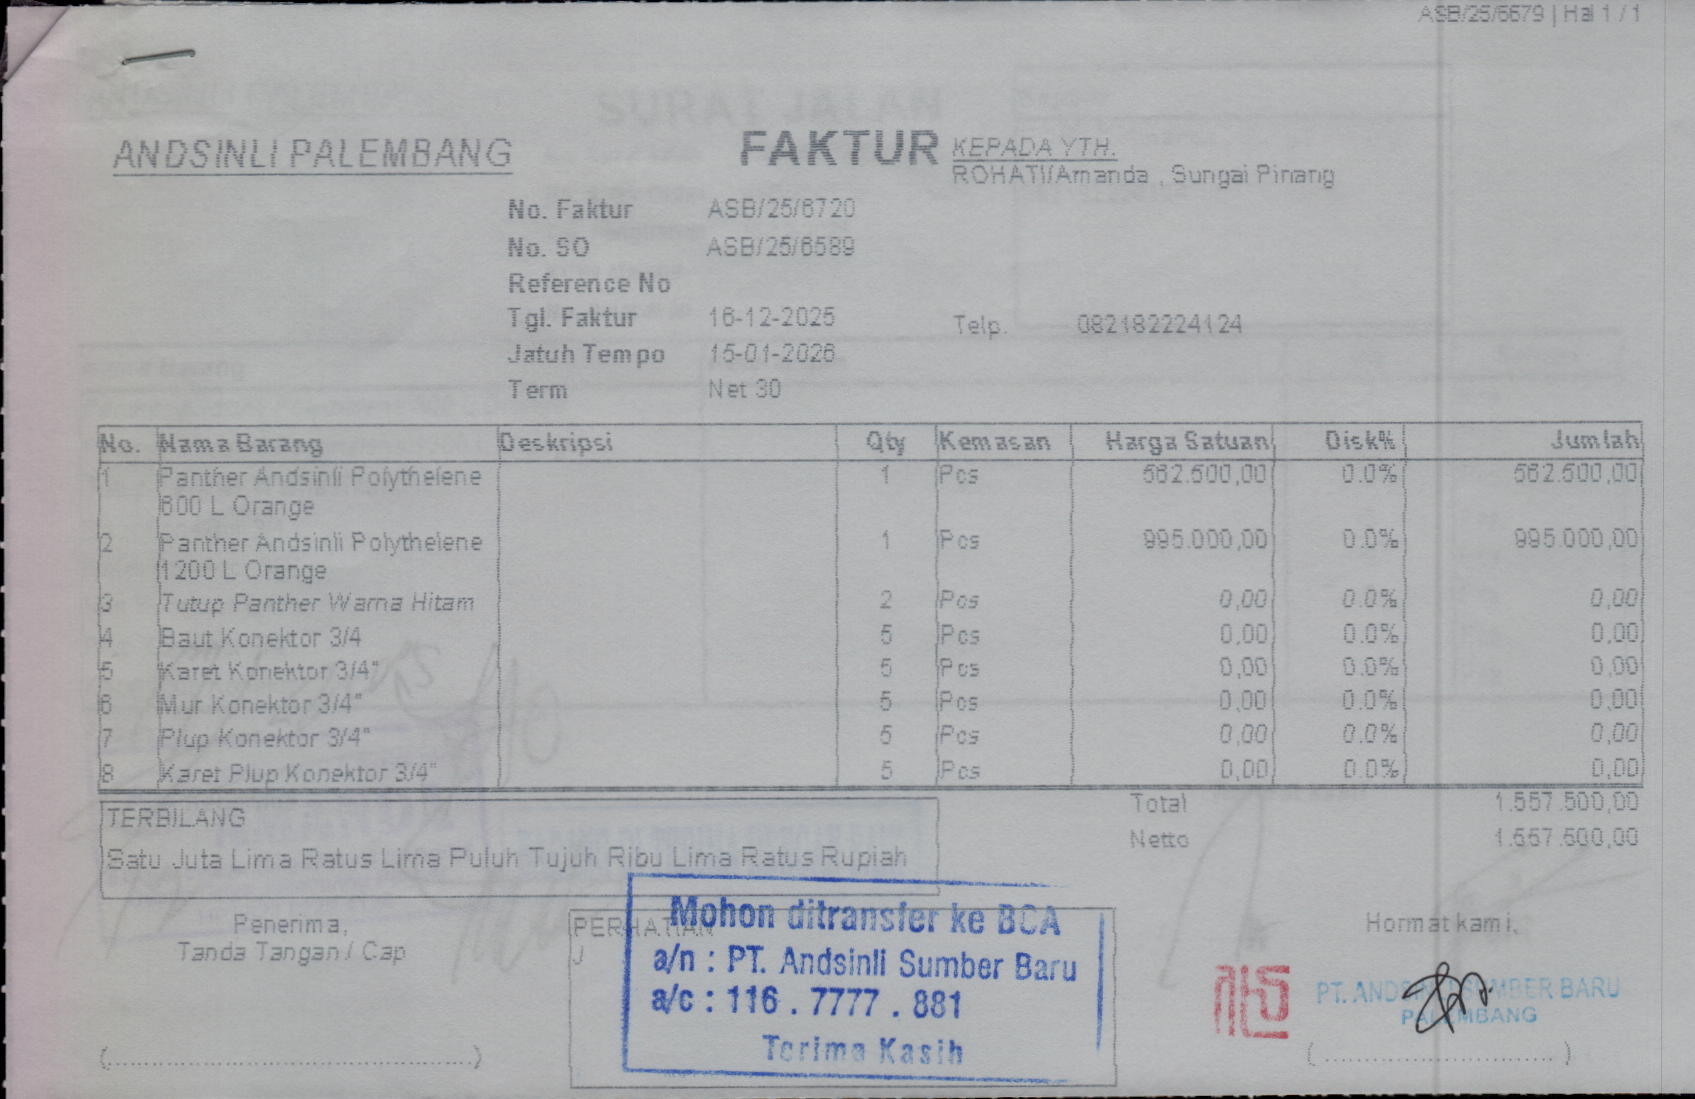 ASB/25/6679 | Hal 1 / 1
ANDSINLI PALEMBANG
FAKTUR
KEPADA YTH.
ROHATI/Amanda , Sungai Pinang
No. Faktur ASB/25/6720
No. SO ASB/25/6589
Reference No
Tgl. Faktur 16-12-2025
Telp. 082182224124
Jatuh Tempo 15-01-2026
Term Net 30
No. Nama Barang Deskripsi Qty Kemasan Harga Satuan Disk% Jumlah
1 Panther Andsinli Polythelene 1 Pcs 562.500,00 0.0% 562.500,00
600 L Orange
2 Panther Andsinli Polythelene 1 Pcs 995.000,00 0.0% 995.000,00
1200 L Orange
3 Tutup Panther Warna Hitam 2 Pcs 0,00 0.0% 0,00
4 Baut Konektor 3/4 5 Pcs 0,00 0.0% 0,00
5 Karet Konektor 3/4" 5 Pcs 0,00 0.0% 0,00
6 Mur Konektor 3/4" 5 Pcs 0,00 0.0% 0,00
7 Plup Konektor 3/4" 5 Pcs 0,00 0.0% 0,00
8 Karet Plup Konektor 3/4" 5 Pcs 0,00 0.0% 0,00
Total 1.557.500,00
Netto 1.557.500,00
TERBILANG
Satu Juta Lima Ratus Lima Puluh Tujuh Ribu Lima Ratus Rupiah
Penerima,
Tanda Tangan / Cap
(............................................)
PERHATIAN
J
Mohon ditransfer ke BCA
a/n : PT. Andsinli Sumber Baru
a/c : 116 . 7777 . 881
Terima Kasih
Hormat kami,
PT. ANDSINLI SUMBER BARU
PALEMBANG
( ............................ )
SURAT JALAN